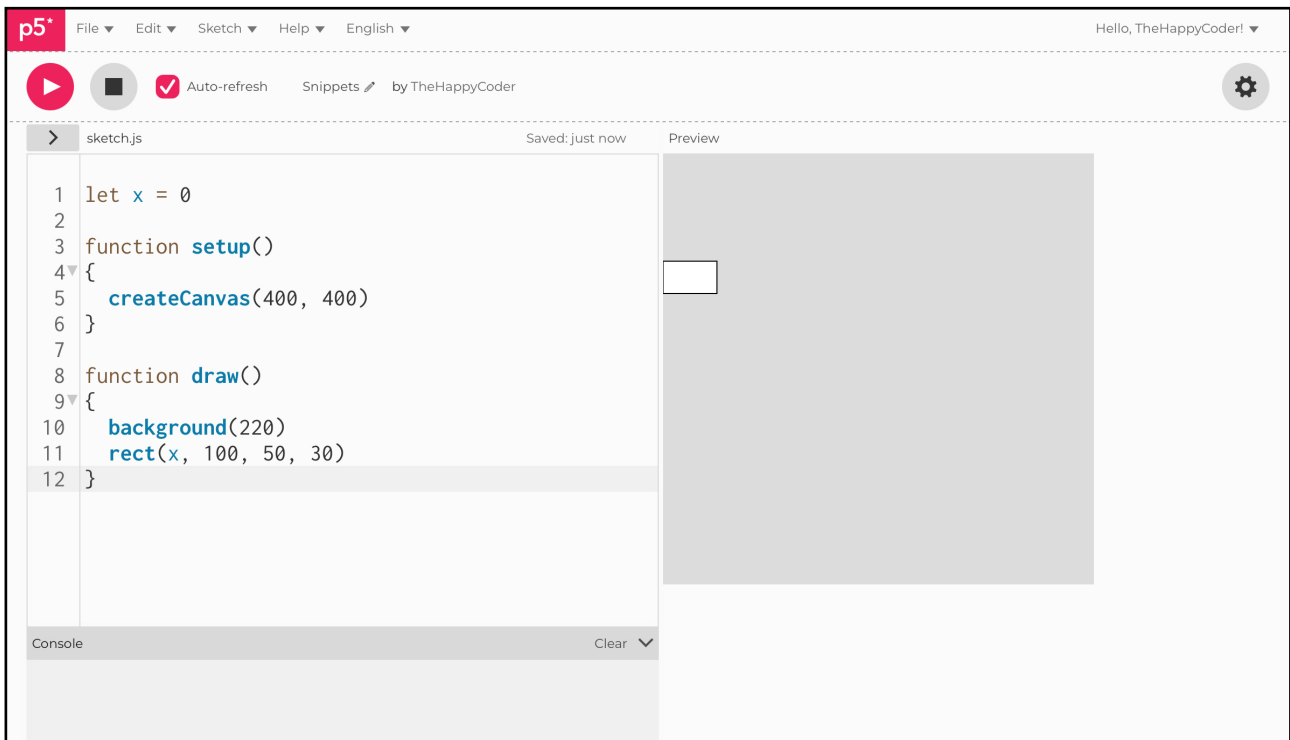 p5* File Edit Sketch Help English Hello, TheHappyCoder!
Auto-refresh Snippets by TheHappyCoder
sketch.js Saved: just now Preview
1 let x = 0
2
3 function setup()
4 {
5 createCanvas(400, 400)
6 }
7
8 function draw()
9 {
10 background(220)
11 rect(x, 100, 50, 30)
12 }
Console Clear